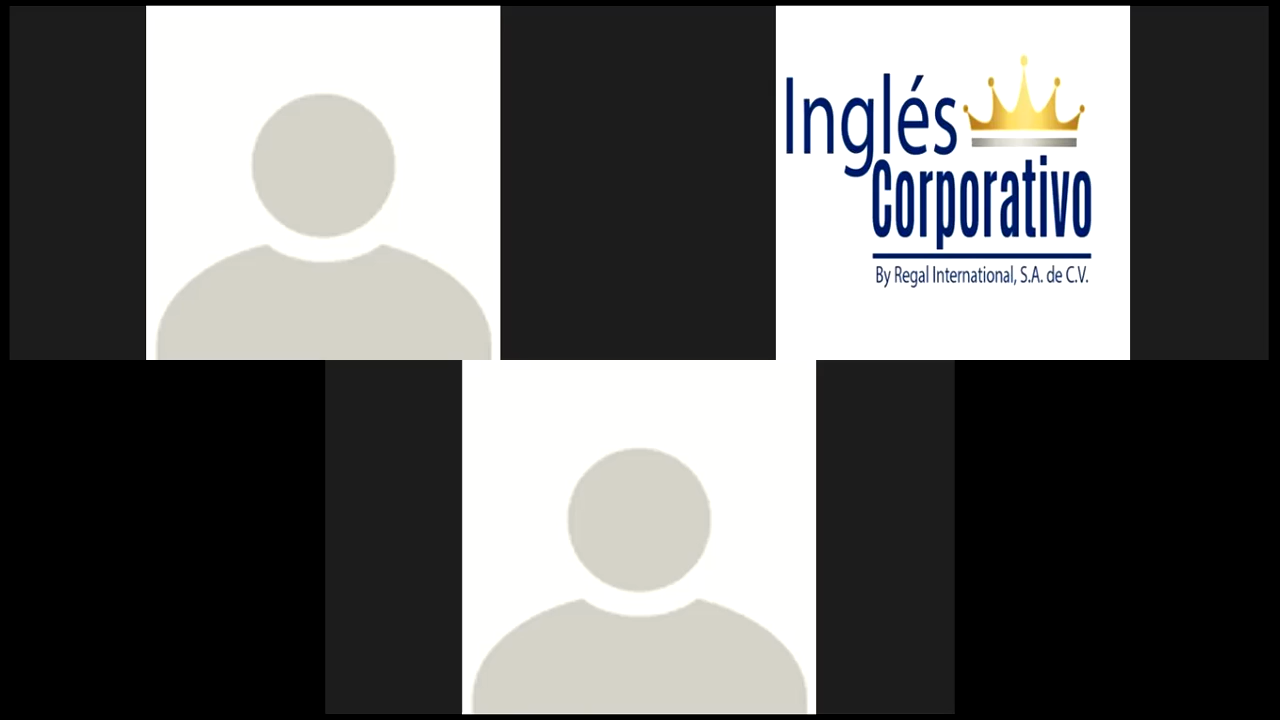 Inglés
Corporativo
By Regal International, S.A. de C.V.